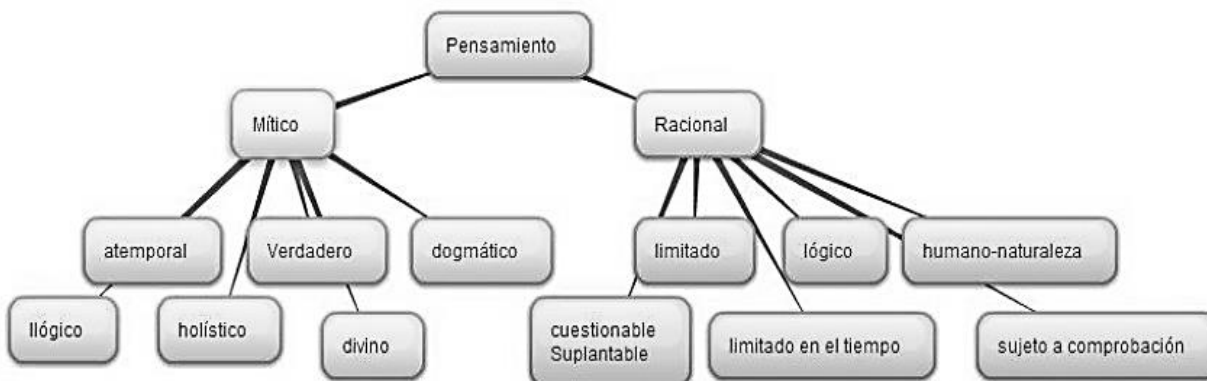 Pensamiento
Mítico
Racional
atemporal
Verdadero
dogmático
limitado
lógico
humano-naturaleza
Ilógico
holístico
divino
cuestionable
Suplantable
limitado en el tiempo
sujeto a comprobación